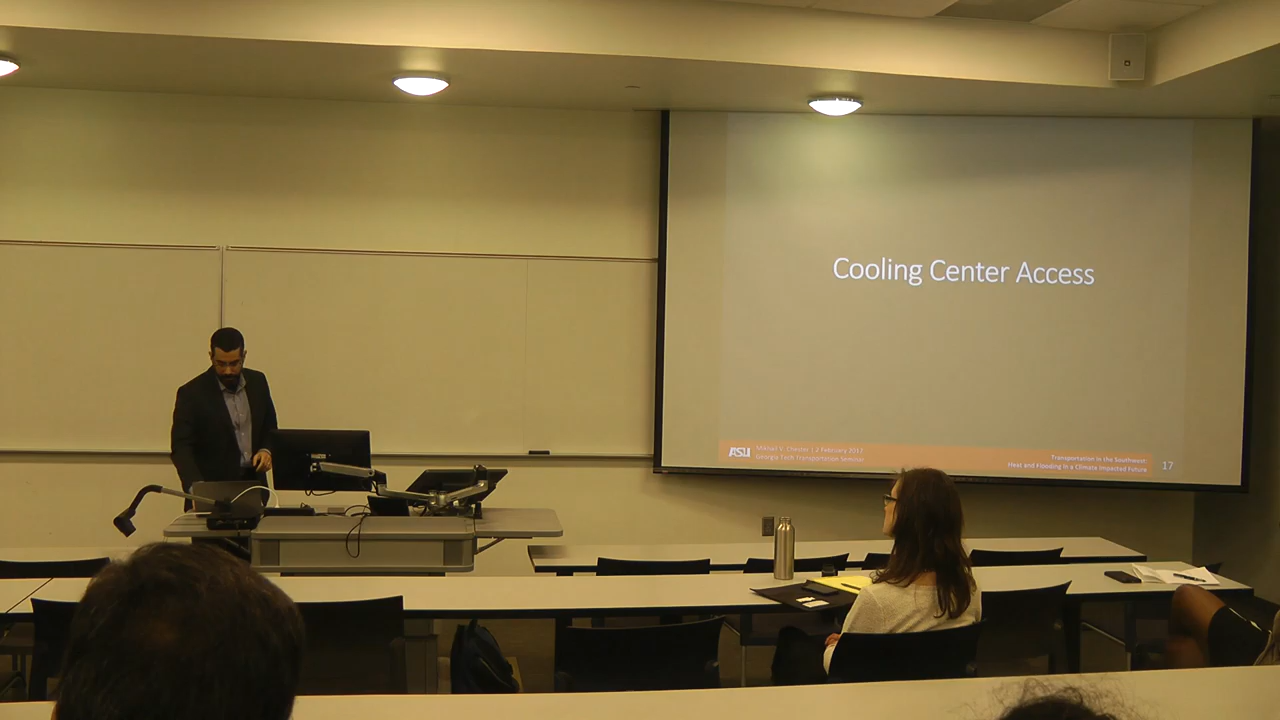 Cooling Center Access
ASU
Mikhail V. Chester | 2 February 2017
Georgia Tech Transportation Seminar
Transportation in the Southwest
Heat and Flooding in a Climate Impacted Future
17